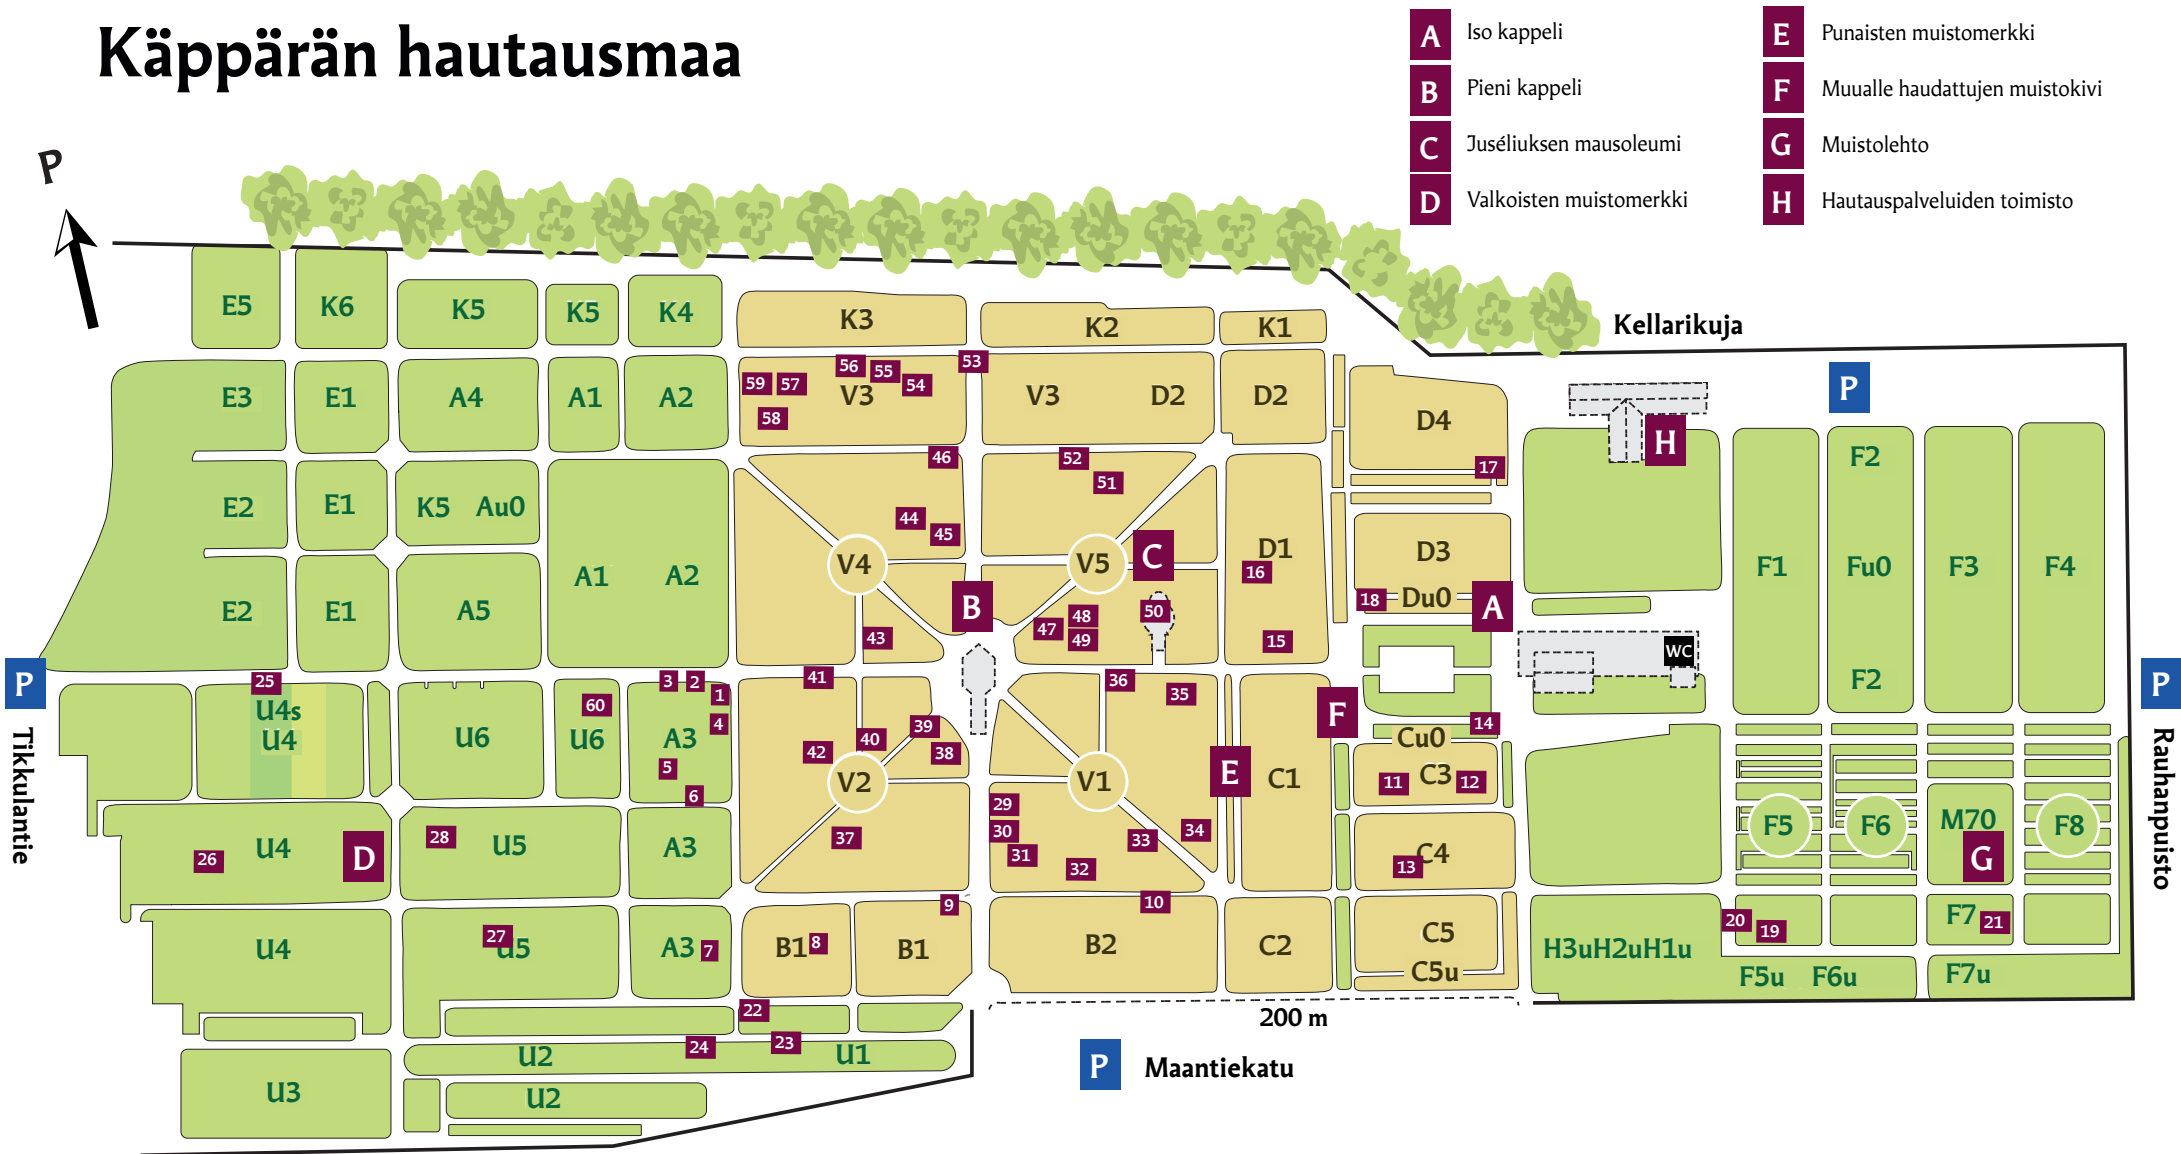 Käppärän hautausmaa
A Iso kappeli
B Pieni kappeli
C Juséliuksen mausoleumi
D Valkoisten muistomerkki
E Punaisten muistomerkki
F Muualle haudattujen muistokivi
G Muistolehto
H Hautauspalveluiden toimisto
P
Kellarikuja
E5 K6 K5 K5 K4 K3 K2 K1
53
56 55 54
59 57
58
P
E3 E1 A4 A1 A2 V3 V3 D2 D2 D4
H
F2
46 52 51 17
E2 E1 K5 Au0
44 45
V4 V5 C D1 D3
16
A1 A2
F1 Fu0 F3 F4
E2 E1 A5
B
18 Du0 A
43 47 48 49 50 15
WC
P
25
3 2 1
41 36 35
F2
P
U4s
U4
U6
60
U6
4
A3
5
6
42 40 39 38
F
14
Cu0
V2 V1 E C1
11 C3 12
Tikkulantie
Rauhanpuisto
26 U4 D
28 U5
A3
37
29
30
31
32 33 34
C4
13
F5 F6 M70 F8
G
9 10
U4
27
U5
A3 7
B1 8
B1
B2 C2 C5
C5u
H3uH2uH1u
20 19
F7 21
F5u F6u F7u
22
200 m
24 23
U2 U1
P Maantiekatu
U3 U2